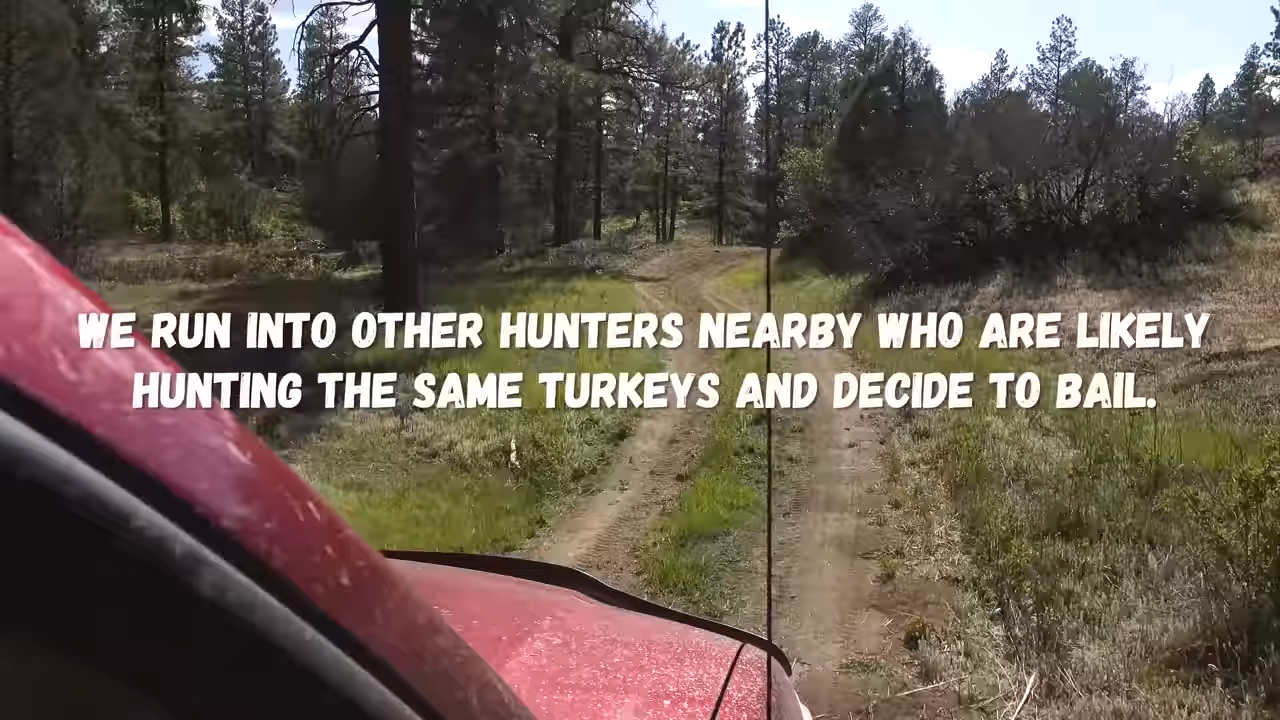 WE RUN INTO OTHER HUNTERS NEARBY WHO ARE LIKELY
HUNTING THE SAME TURKEYS AND DECIDE TO BAIL.